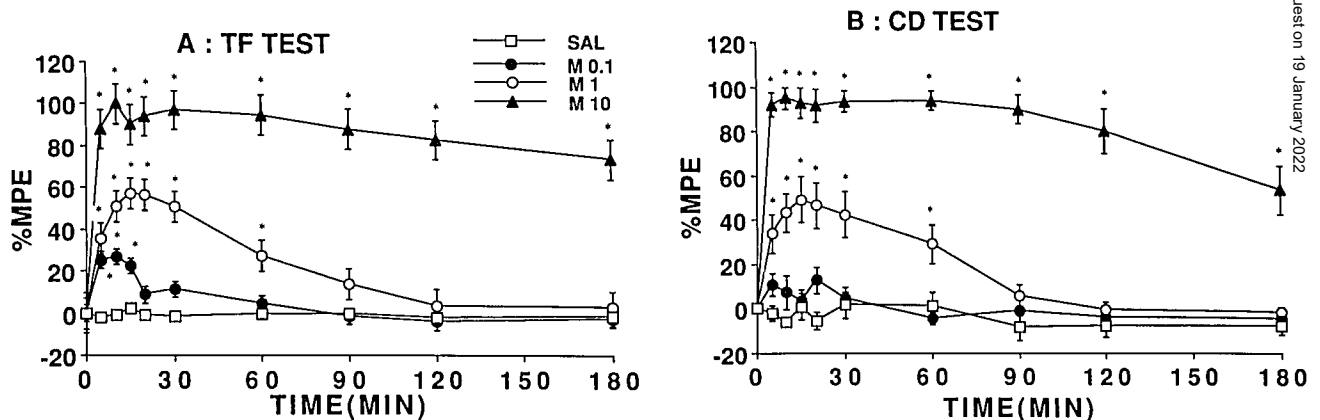 A : TF TEST
SAL
M 0.1
M 1
M 10
%MPE
120
100
80
60
40
20
0
-20
0 30 60 90 120 150 180
TIME(MIN)
B : CD TEST
%MPE
120
100
80
60
40
20
0
-20
0 30 60 90 120 150 180
TIME(MIN)
uest on 19 January 2022